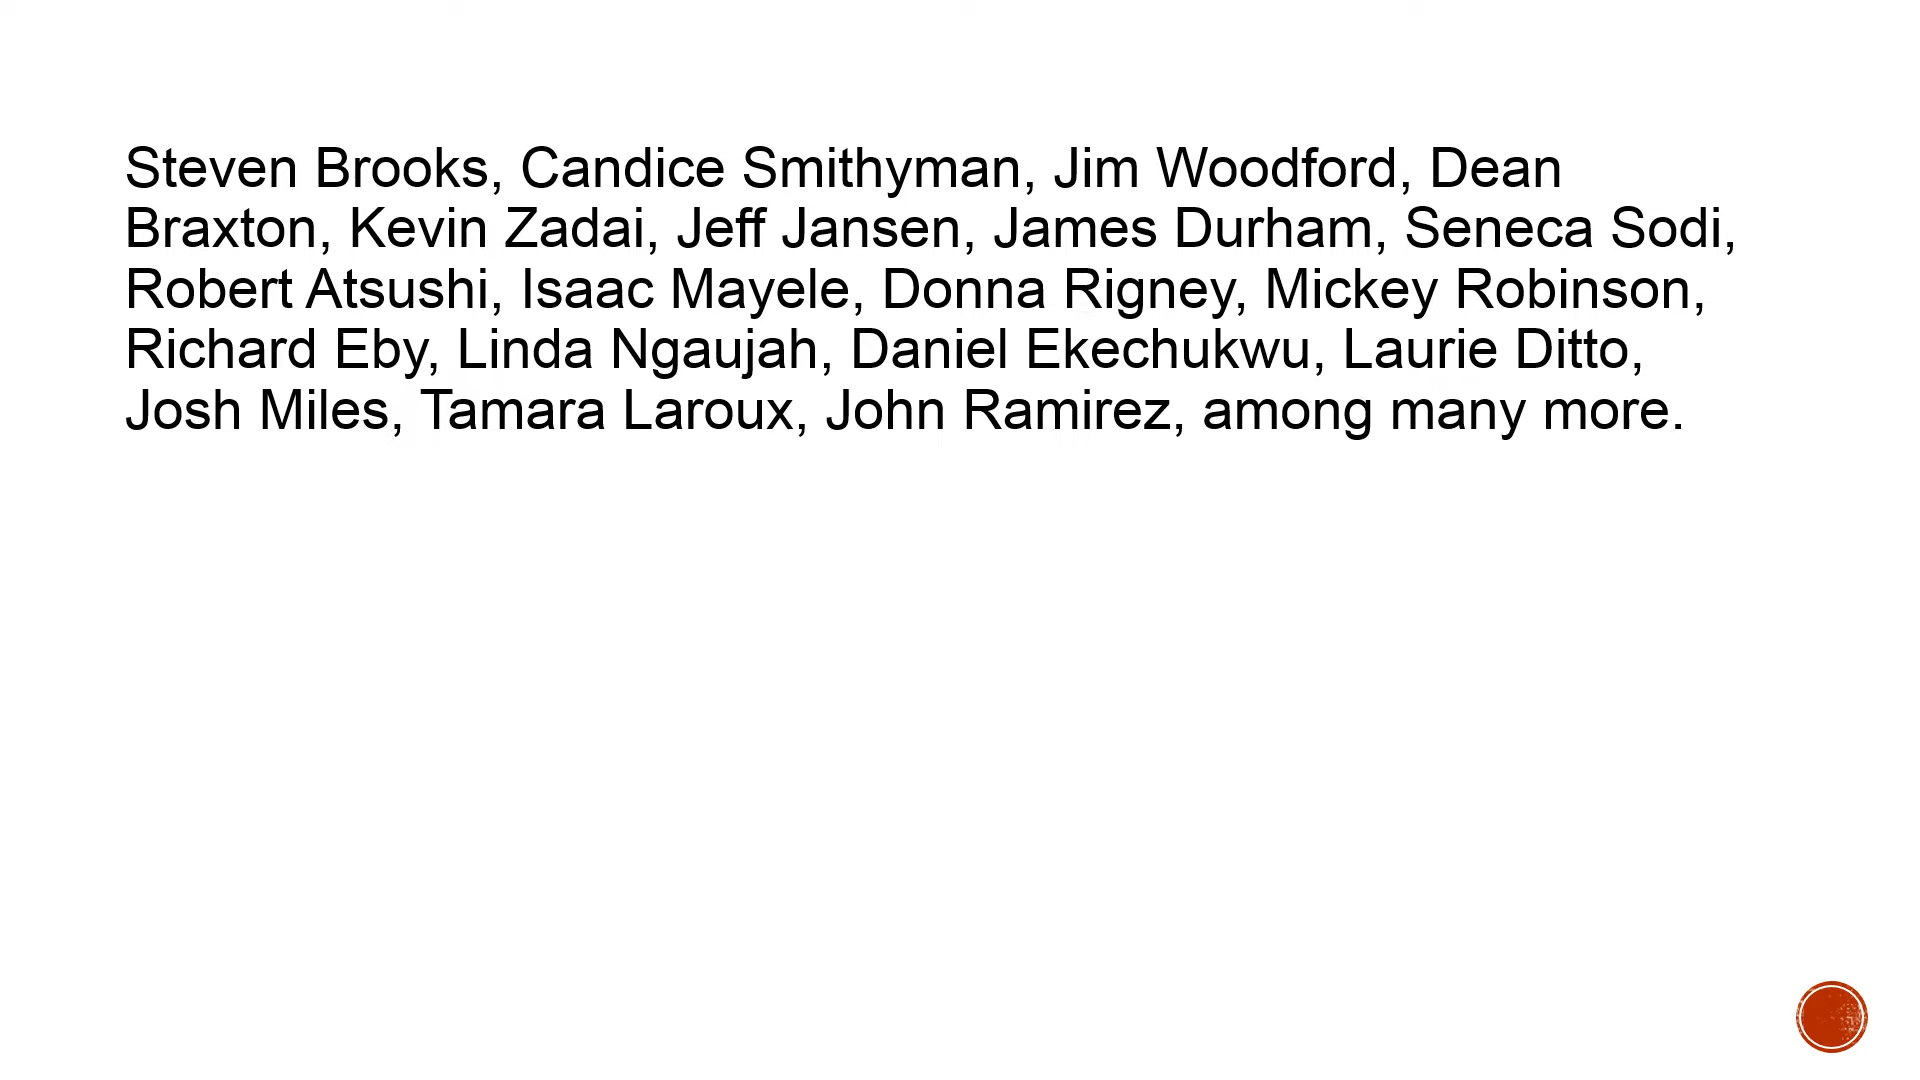 Steven Brooks, Candice Smithyman, Jim Woodford, Dean
Braxton, Kevin Zadai, Jeff Jansen, James Durham, Seneca Sodi,
Robert Atsushi, Isaac Mayele, Donna Rigney, Mickey Robinson,
Richard Eby, Linda Ngaujah, Daniel Ekechukwu, Laurie Ditto,
Josh Miles, Tamara Laroux, John Ramirez, among many more.